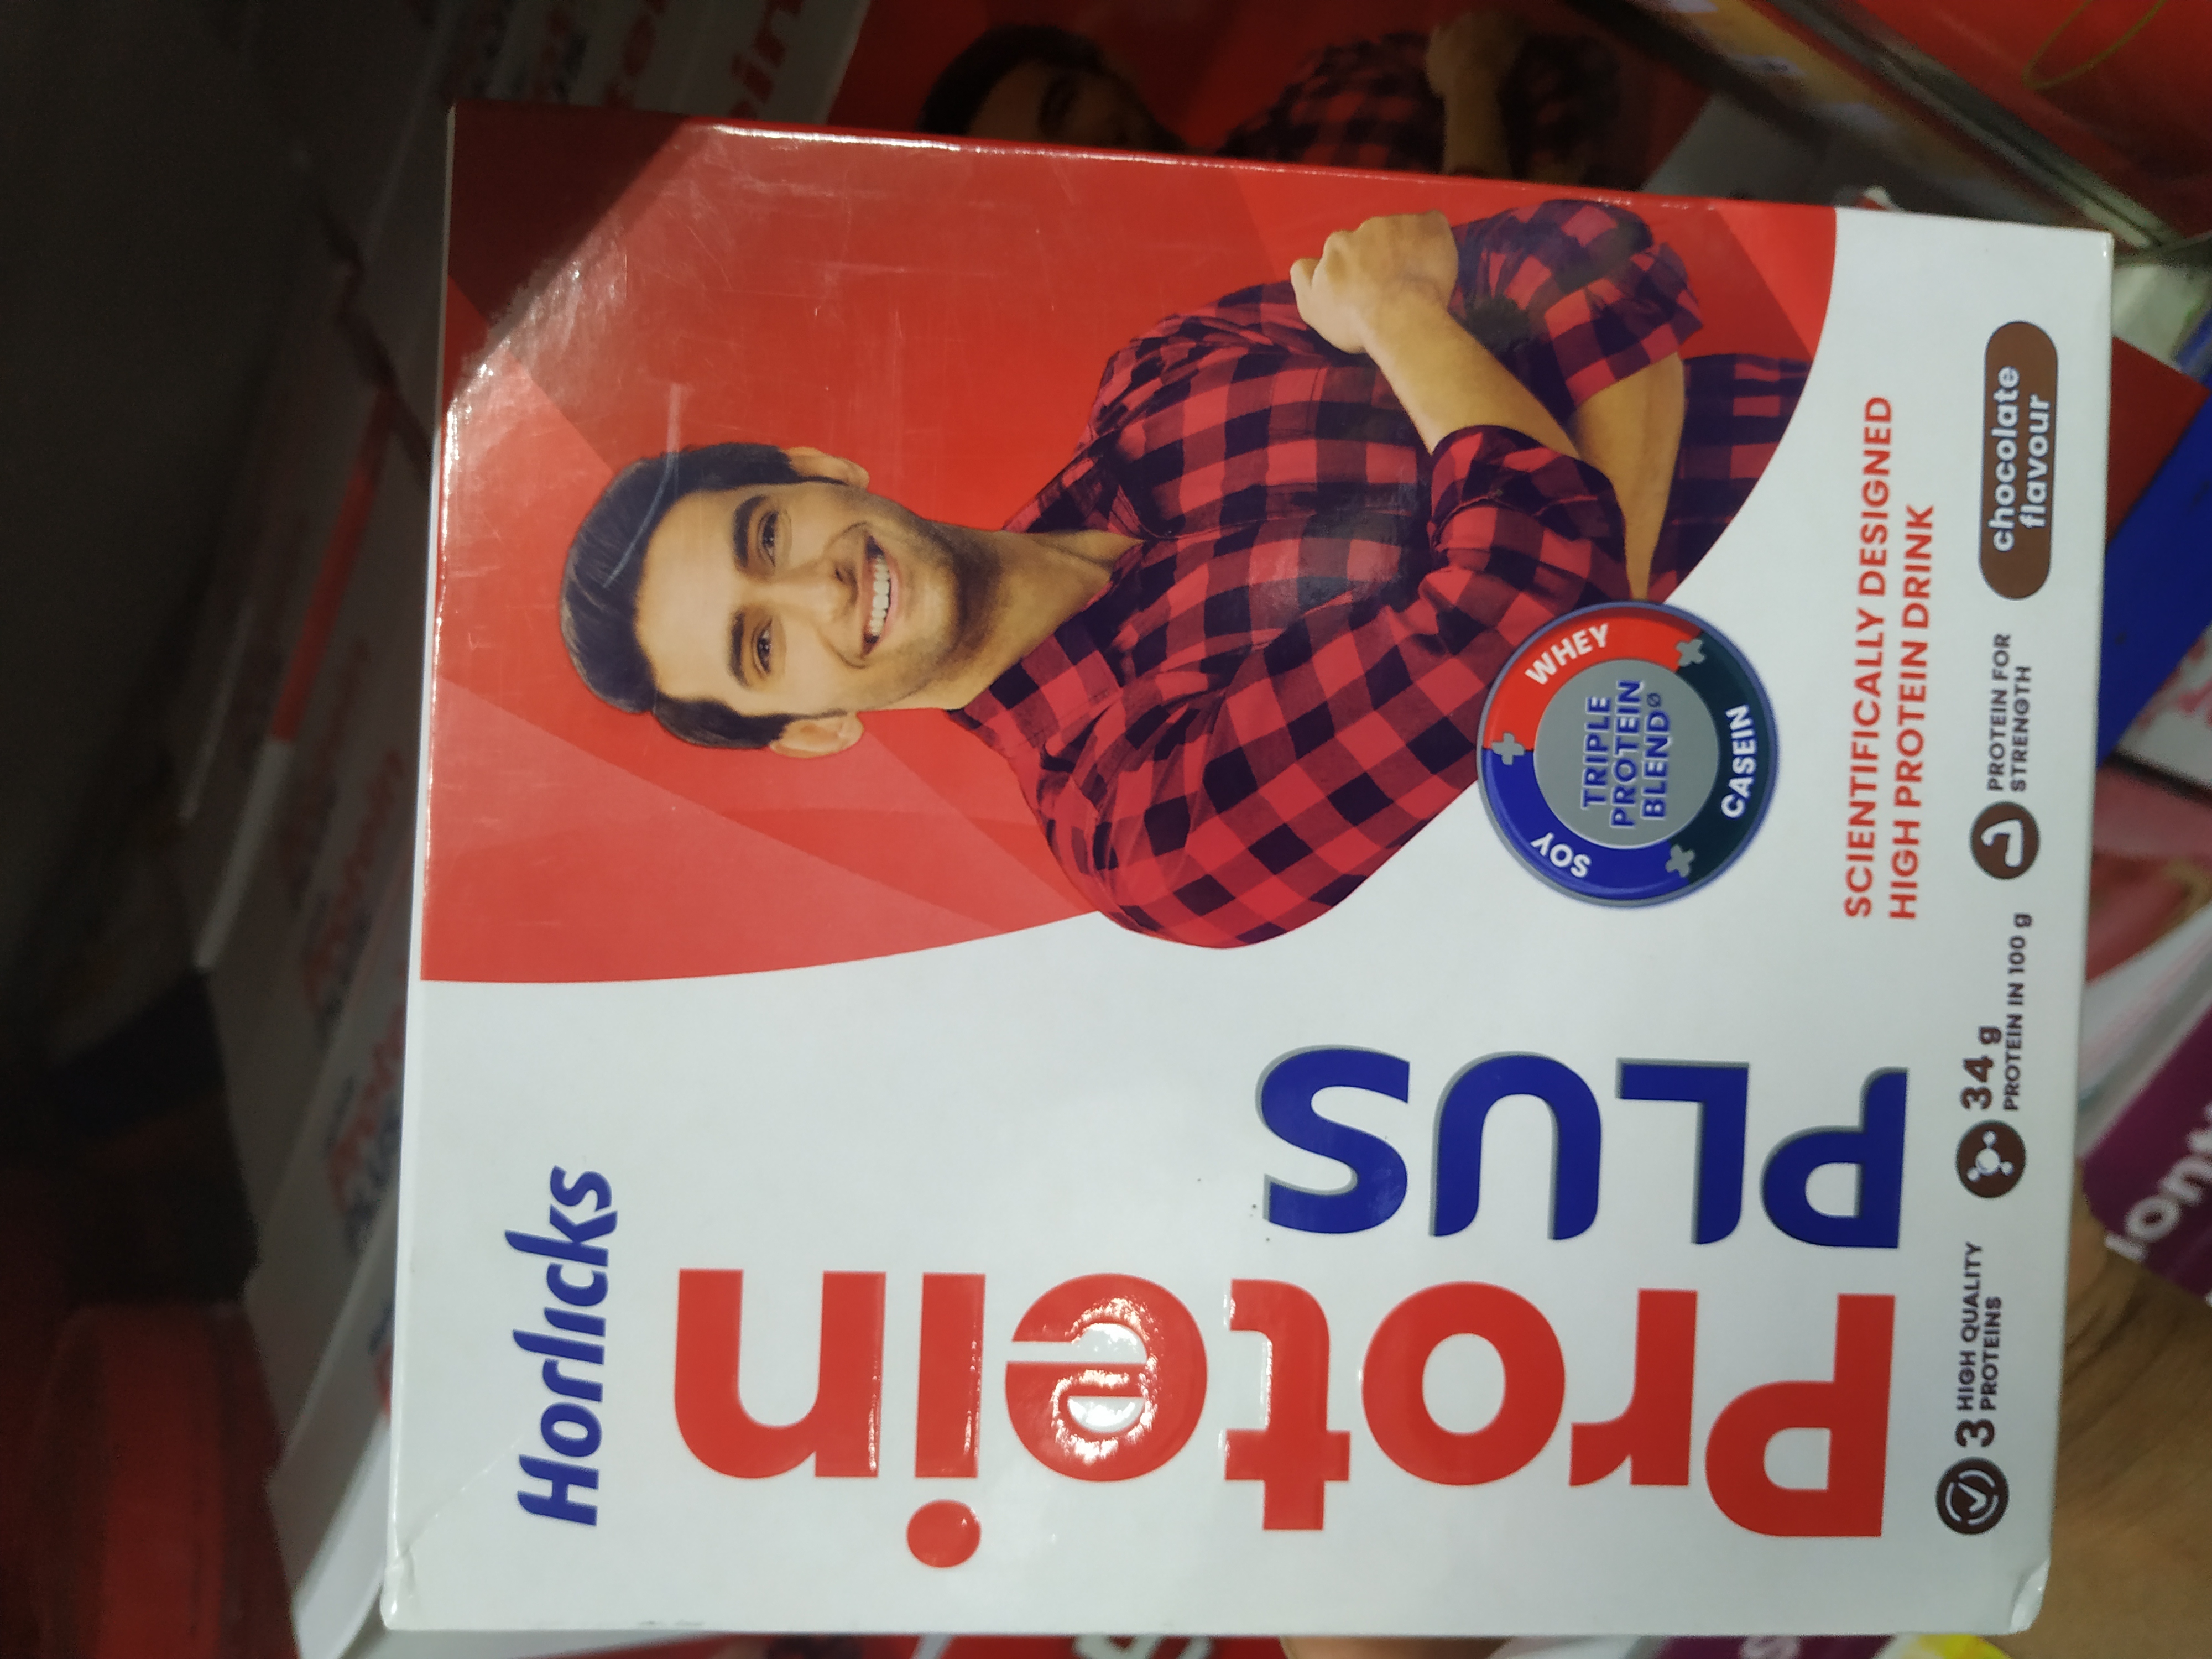 Horlicks
Protein
PLUS
SOY
WHEY
CASEIN
TRIPLE
PROTEIN
BLEND⌀
SCIENTIFICALLY DESIGNED
HIGH PROTEIN DRINK
3 HIGH QUALITY
PROTEINS
34 g
PROTEIN IN 100 g
PROTEIN FOR
STRENGTH
chocolate
flavour